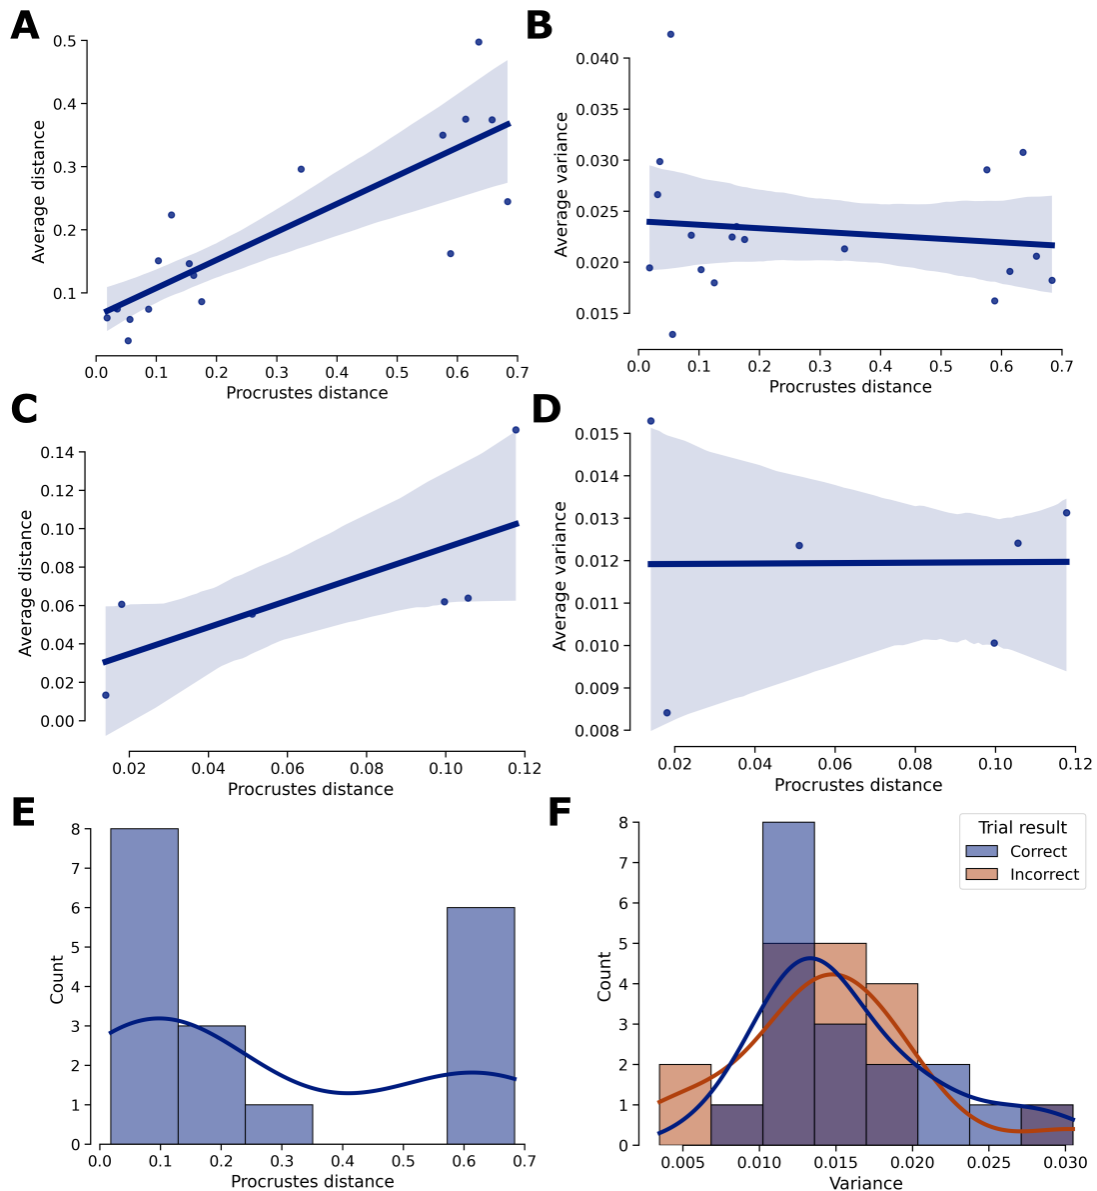 A
B
0.5
0.4
0.3
0.2
0.1
Average distance
0.0 0.1 0.2 0.3 0.4 0.5 0.6 0.7
Procrustes distance
0.040
0.035
0.030
0.025
0.020
0.015
Average variance
0.0 0.1 0.2 0.3 0.4 0.5 0.6 0.7
Procrustes distance
C
D
0.14
0.12
0.10
0.08
0.06
0.04
0.02
0.00
Average distance
0.02 0.04 0.06 0.08 0.10 0.12
Procrustes distance
0.015
0.014
0.013
0.012
0.011
0.010
0.009
0.008
Average variance
0.02 0.04 0.06 0.08 0.10 0.12
Procrustes distance
E
F
8
7
6
5
4
3
2
1
0
Count
0.0 0.1 0.2 0.3 0.4 0.5 0.6 0.7
Procrustes distance
Trial result
Correct
Incorrect
8
7
6
5
4
3
2
1
0
Count
0.005 0.010 0.015 0.020 0.025 0.030
Variance